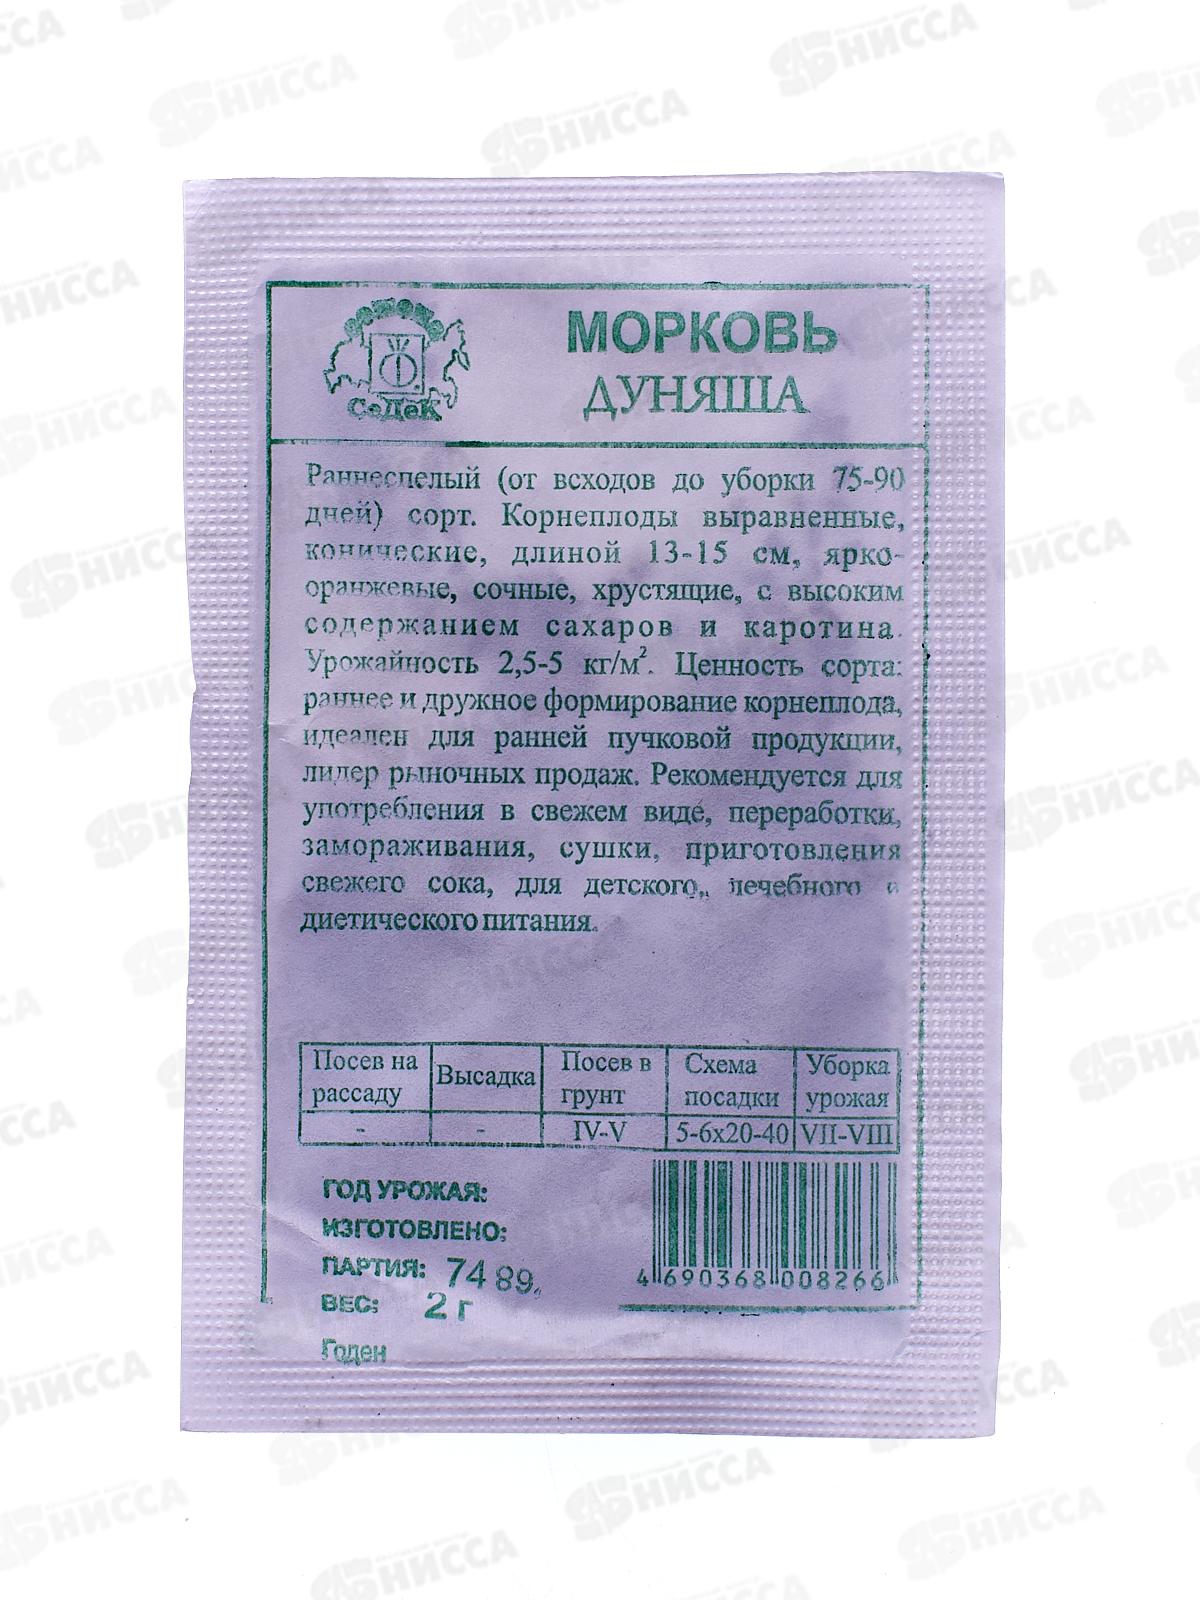 семена
СеДеК
МОРКОВЬ
ДУНЯША
Раннеспелый (от всходов до уборки 75-90
дней) сорт. Корнеплоды выравненные,
конические, длиной 13-15 см, ярко-
оранжевые, сочные, хрустящие, с высоким
содержанием сахаров и каротина.
Урожайность 2,5-5 кг/м². Ценность сорта:
раннее и дружное формирование корнеплода,
идеален для ранней пучковой продукции,
лидер рыночных продаж. Рекомендуется для
употребления в свежем виде, переработки,
замораживания, сушки, приготовления
свежего сока, для детского, лечебного и
диетического питания.
Посев на рассаду Высадка Посев в грунт Схема посадки Уборка урожая
- - IV-V 5-6х20-40 VII-VIII
ГОД УРОЖАЯ:
ИЗГОТОВЛЕНО:
ПАРТИЯ: 7489
ВЕС: 2 г
Годен
4 690368 008266
НИССА